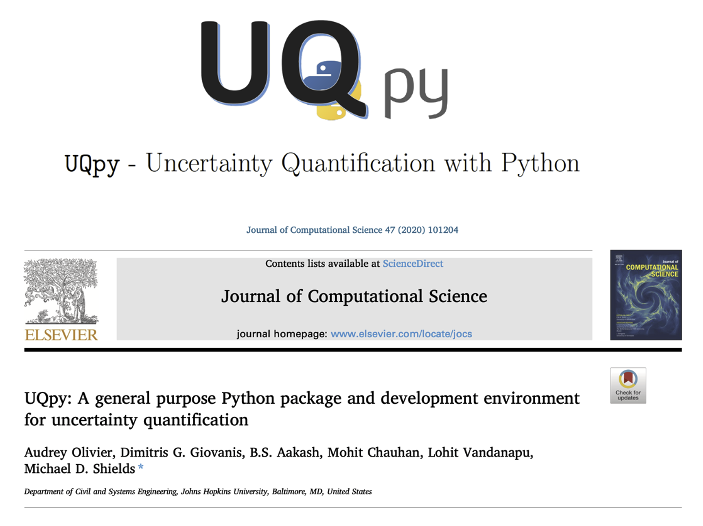 UQpy
UQpy - Uncertainty Quantification with Python
Journal of Computational Science 47 (2020) 101204
Contents lists available at ScienceDirect
Journal of Computational Science
journal homepage: www.elsevier.com/locate/jocs
ELSEVIER
Journal of
COMPUTATIONAL
SCIENCE
Check for
updates
UQpy: A general purpose Python package and development environment
for uncertainty quantification
Audrey Olivier, Dimitris G. Giovanis, B.S. Aakash, Mohit Chauhan, Lohit Vandanapu,
Michael D. Shields *
Department of Civil and Systems Engineering, Johns Hopkins University, Baltimore, MD, United States